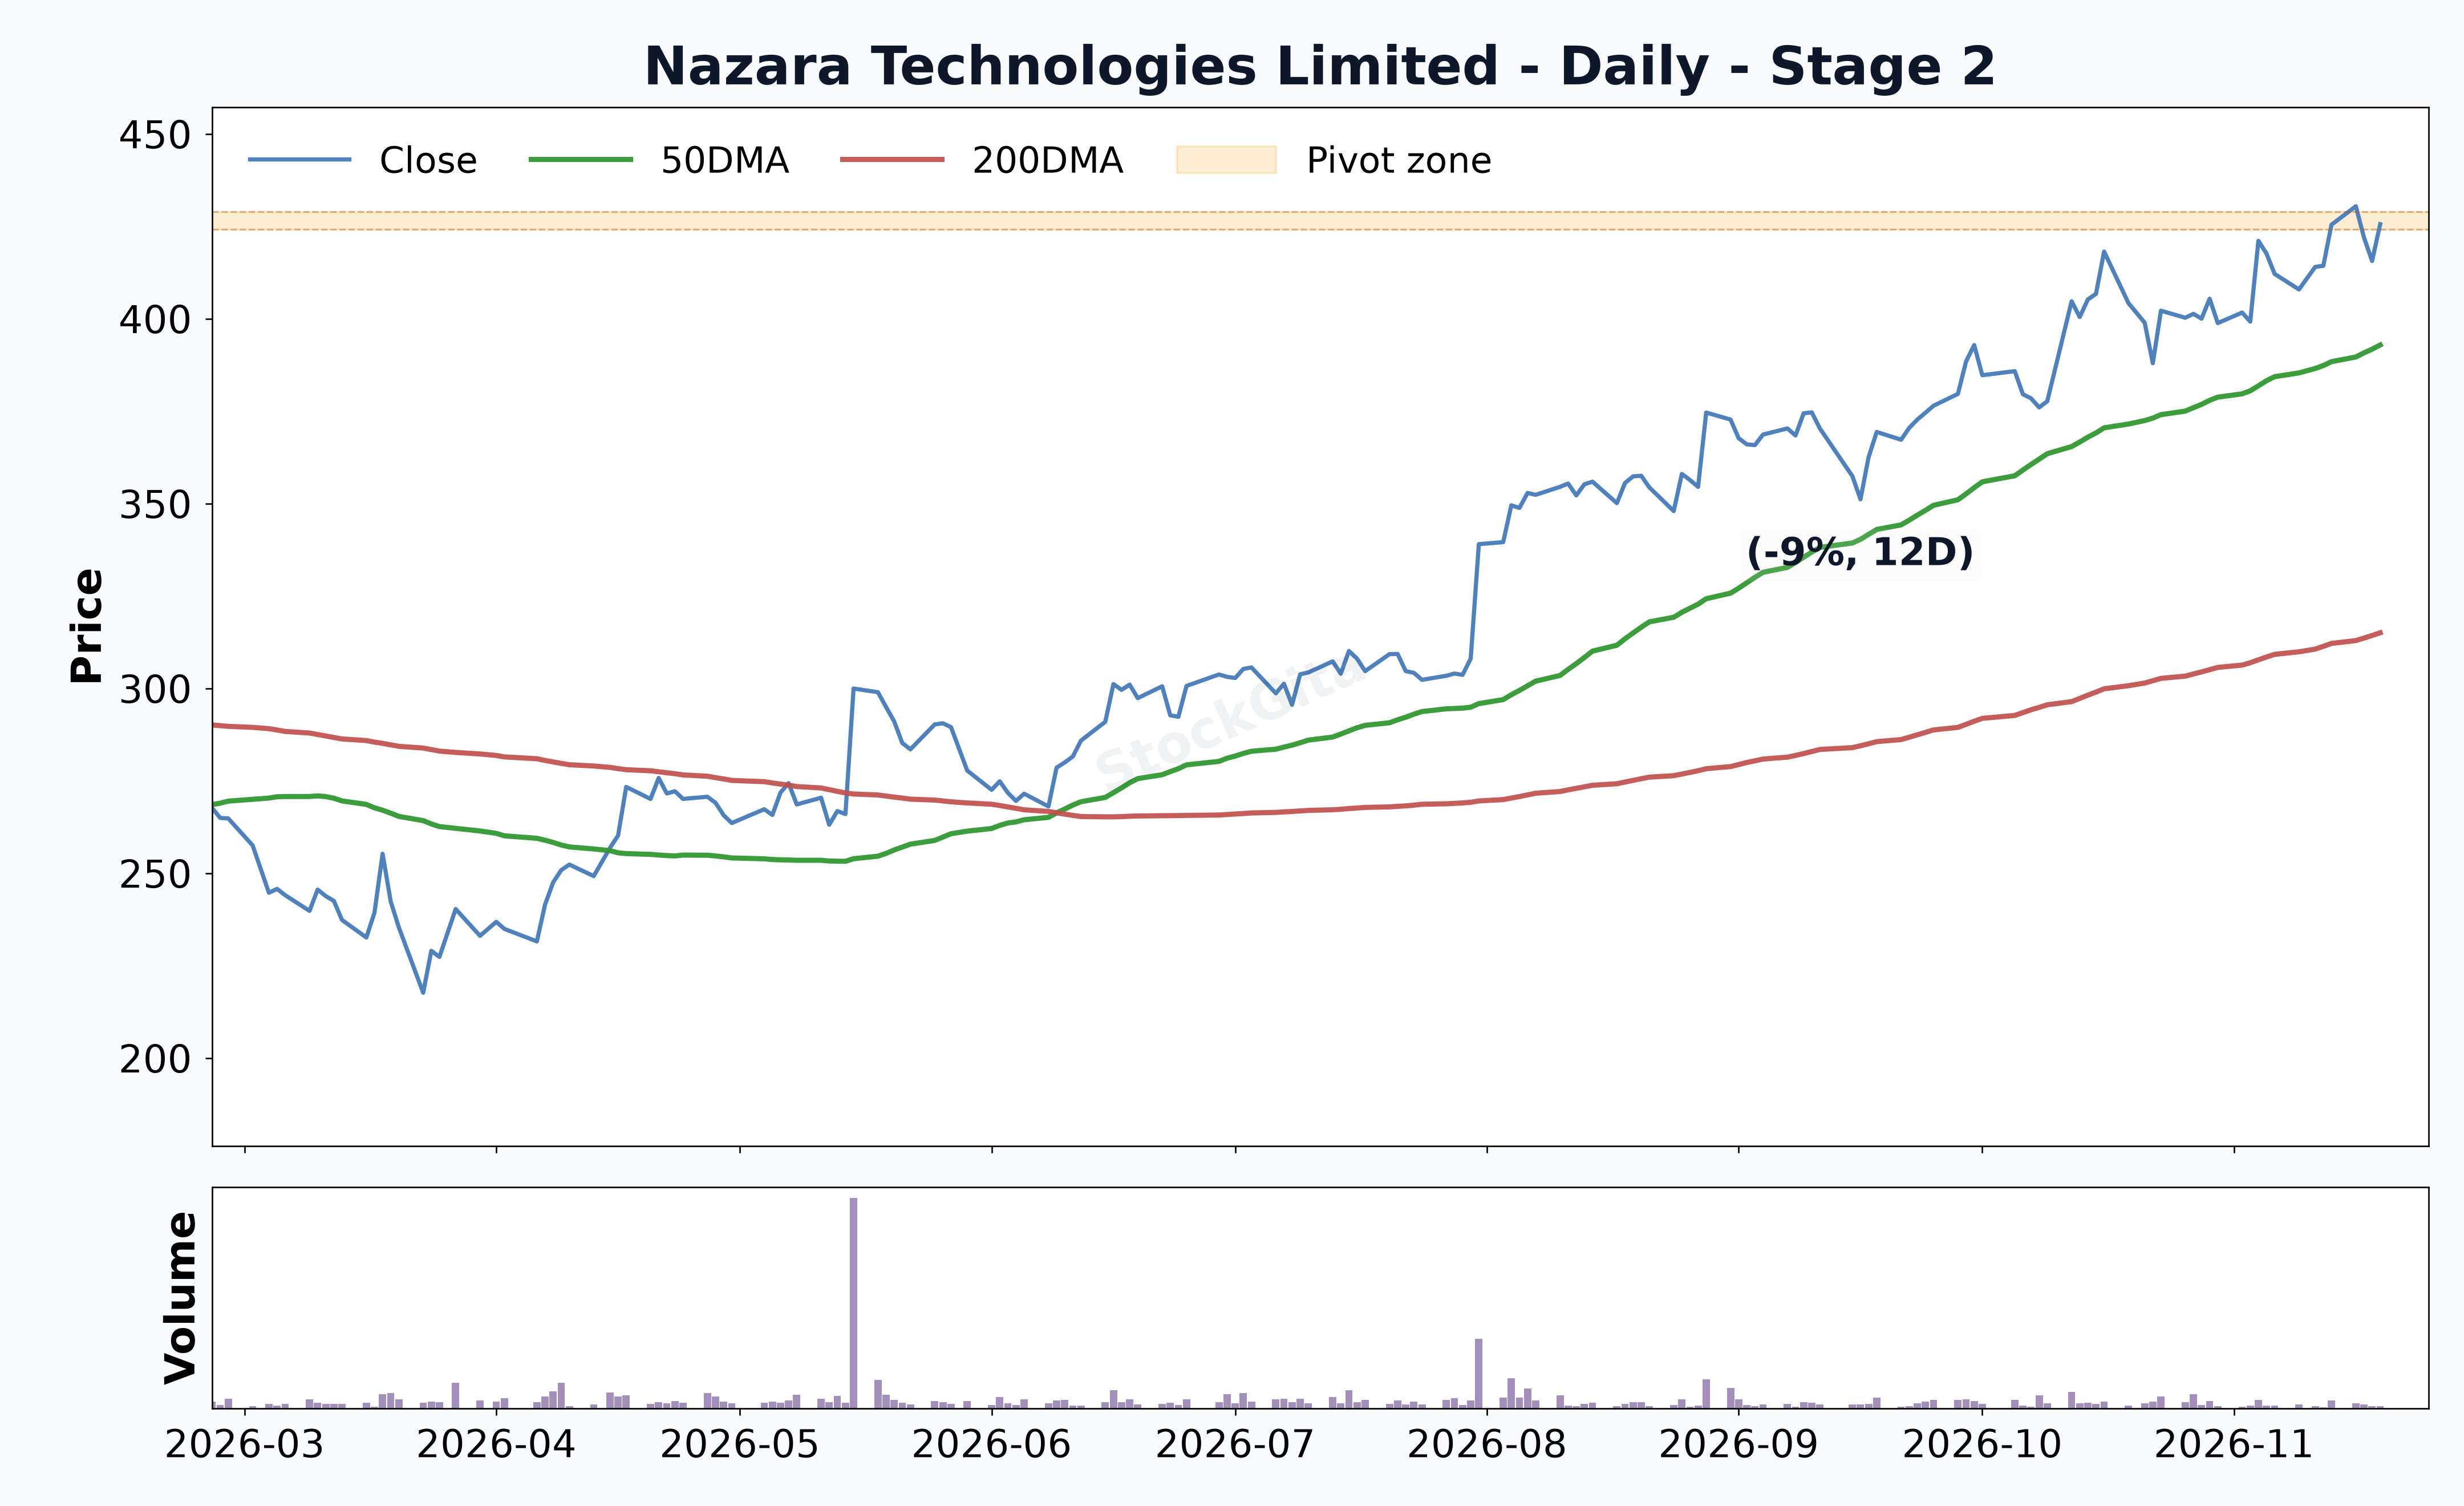 Nazara Technologies Limited - Daily - Stage 2
Close 50DMA 200DMA Pivot zone
450
400
350
300
250
200
Price
(-9%, 12D)
StockGita
Volume
2026-03 2026-04 2026-05 2026-06 2026-07 2026-08 2026-09 2026-10 2026-11